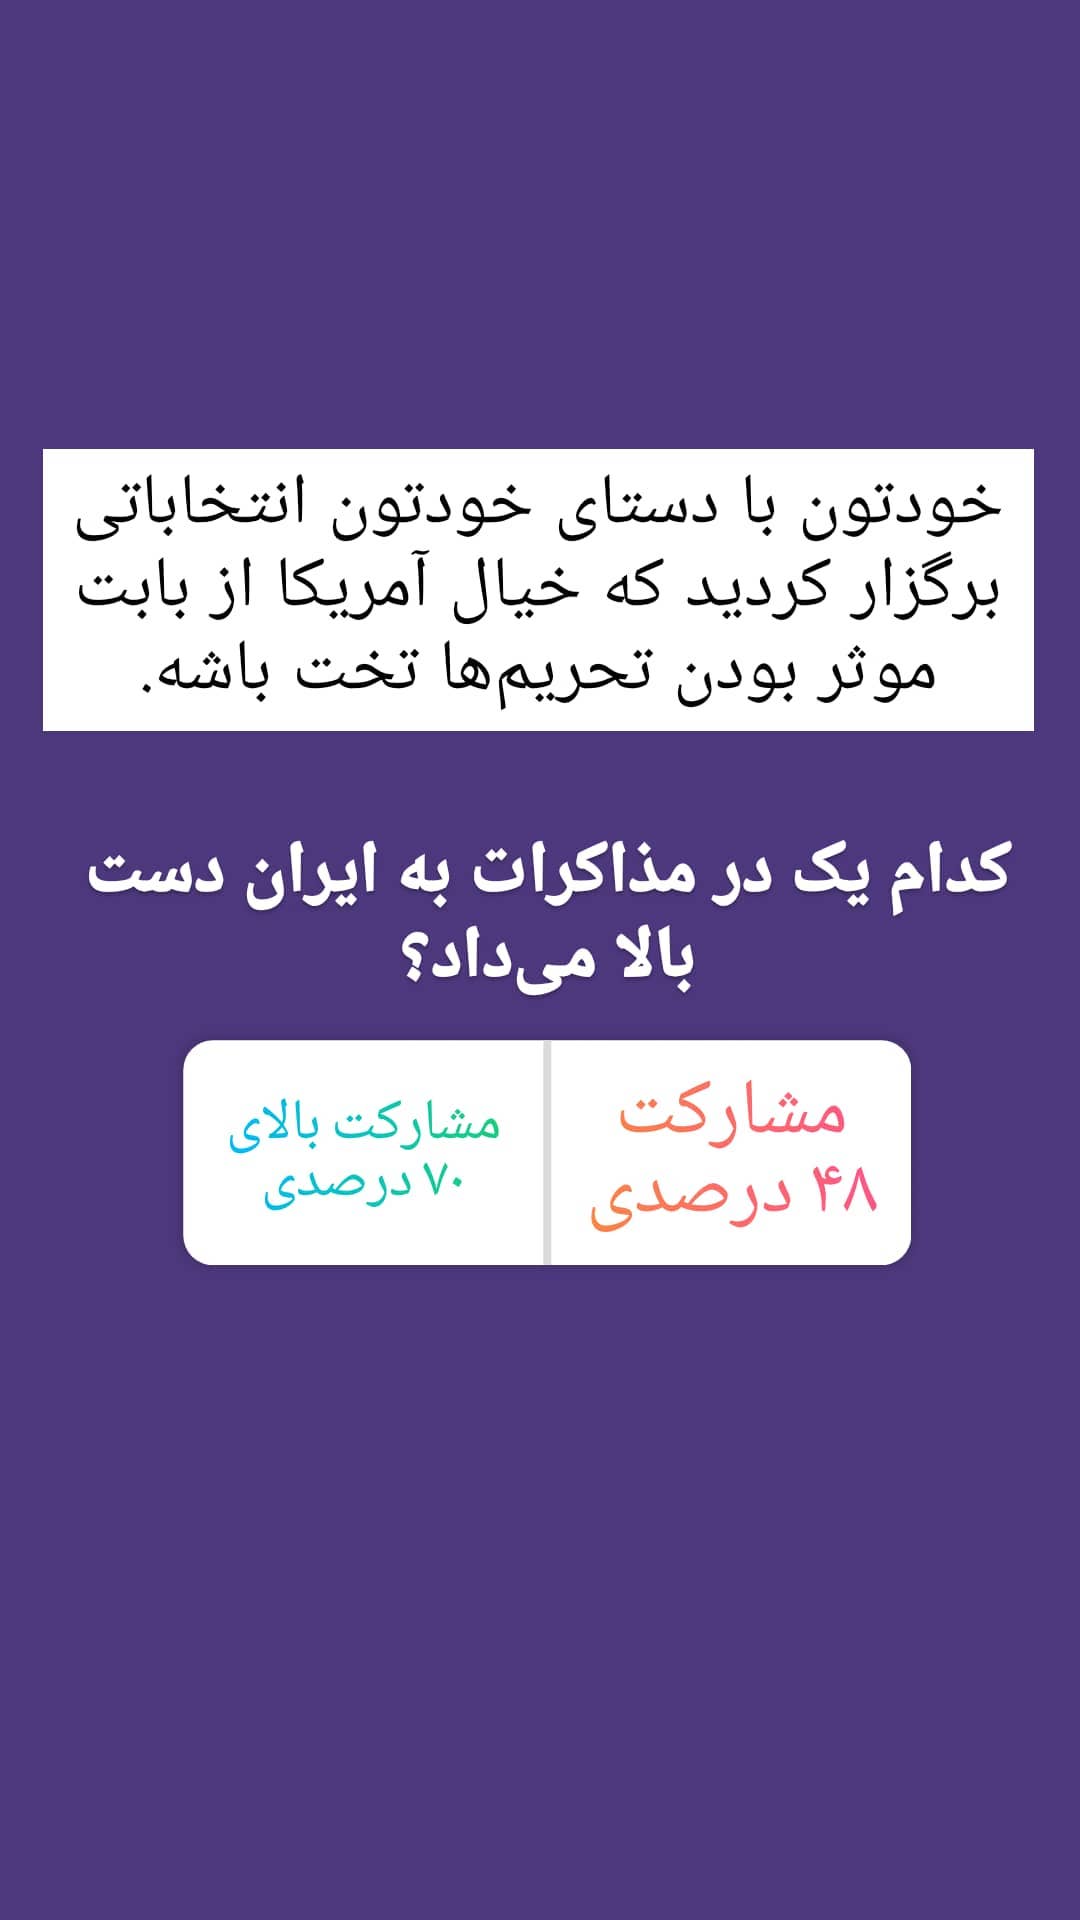 خودتون با دستای خودتون انتخاباتی
برگزار کردید که خیال آمریکا از بابت
موثر بودن تحریم‌ها تخت باشه.
کدام یک در مذاکرات به ایران دست
بالا می‌داد؟
مشارکت
۴۸ درصدی
مشارکت بالای
۷۰ درصدی